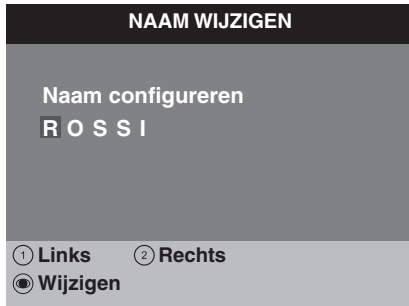 NAAM WIJZIGEN
Naam configureren
R O S S I
1 Links 2 Rechts
Wijzigen